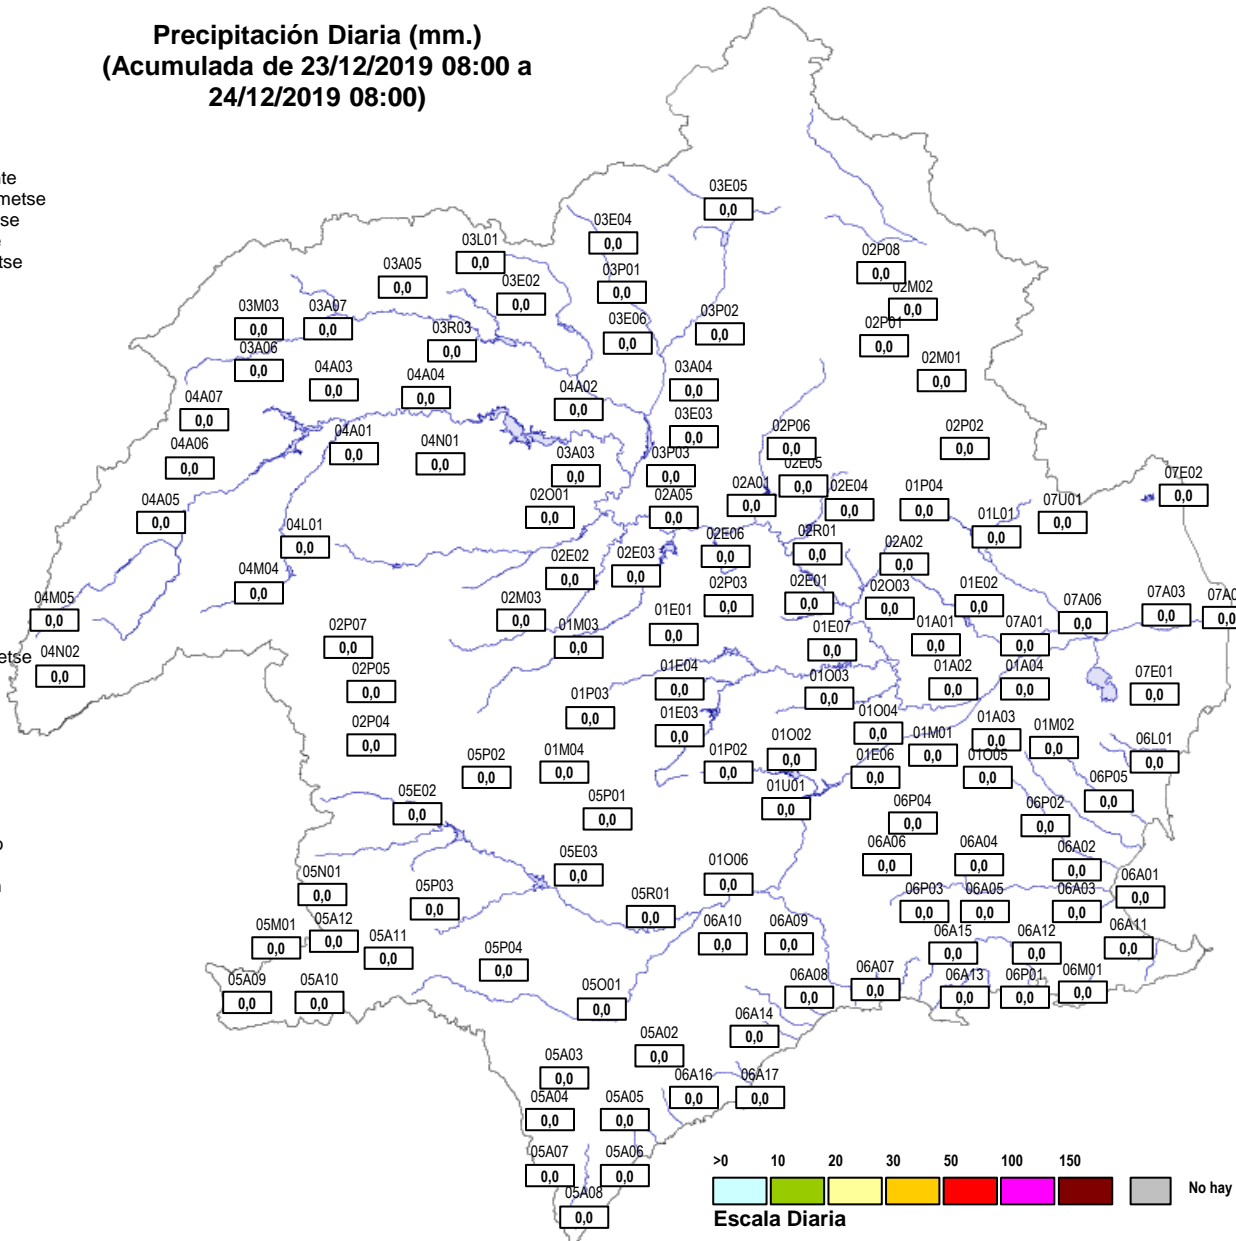 Precipitación Diaria (mm.)
(Acumulada de 23/12/2019 08:00 a
24/12/2019 08:00)
03E05
0,0
03E04
0,0
03L01
0,0
02P08
0,0
03A05
0,0
03P01
0,0
03E02
0,0
02M02
0,0
03M03
0,0
03A07
0,0
03P02
0,0
03E06
0,0
02P01
0,0
03R03
0,0
03A06
0,0
02M01
0,0
04A03
0,0
03A04
0,0
04A04
0,0
04A02
0,0
04A07
0,0
03E03
0,0
04A01
0,0
02P06
0,0
02P02
0,0
04N01
0,0
04A06
0,0
03A03
0,0
03P03
0,0
02E05
0,0
07E02
0,0
02A01
0,0
02E04
0,0
01P04
0,0
04A05
0,0
02O01
0,0
02A05
0,0
07U01
0,0
01L01
0,0
04L01
0,0
02E06
0,0
02R01
0,0
02A02
0,0
02E02
0,0
02E03
0,0
04M04
0,0
02P03
0,0
02E01
0,0
02O03
0,0
01E02
0,0
04M05
0,0
02M03
0,0
07A06
0,0
07A03
0,0
07A0
0,0
01E01
0,0
02P07
0,0
01M03
0,0
01E07
0,0
01A01
0,0
07A01
0,0
04N02
0,0
02P05
0,0
01E04
0,0
01O03
0,0
01A02
0,0
01A04
0,0
07E01
0,0
01P03
0,0
02P04
0,0
01E03
0,0
01O04
0,0
01A03
0,0
01M02
0,0
05P02
0,0
01M04
0,0
01P02
0,0
01O02
0,0
01M01
0,0
01E06
0,0
01O05
0,0
06L01
0,0
05E02
0,0
05P01
0,0
01U01
0,0
06P05
0,0
06P04
0,0
06P02
0,0
05E03
0,0
01O06
0,0
06A06
0,0
06A04
0,0
06A02
0,0
05N01
0,0
05P03
0,0
05R01
0,0
06P03
0,0
06A05
0,0
06A03
0,0
06A01
0,0
05M01
0,0
05A12
0,0
05A11
0,0
06A10
0,0
06A09
0,0
06A15
0,0
06A12
0,0
06A11
0,0
05P04
0,0
05A09
0,0
05A10
0,0
05O01
0,0
06A08
0,0
06A07
0,0
06A13
0,0
06P01
0,0
06M01
0,0
06A14
0,0
05A02
0,0
05A03
0,0
06A16
0,0
06A17
0,0
05A04
0,0
05A05
0,0
05A07
0,0
05A06
0,0
05A08
0,0
>0 10 20 30 50 100 150
No hay
Escala Diaria